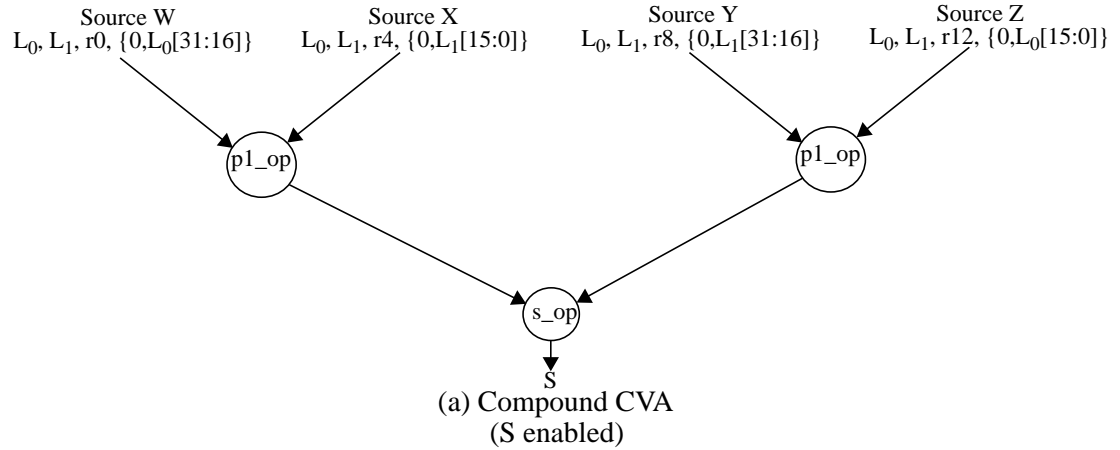 Source W
L₀, L₁, r0, {0,L₀[31:16]}
Source X
L₀, L₁, r4, {0,L₁[15:0]}
Source Y
L₀, L₁, r8, {0,L₁[31:16]}
Source Z
L₀, L₁, r12, {0,L₀[15:0]}
p1_op
p1_op
s_op
S
(a) Compound CVA
(S enabled)